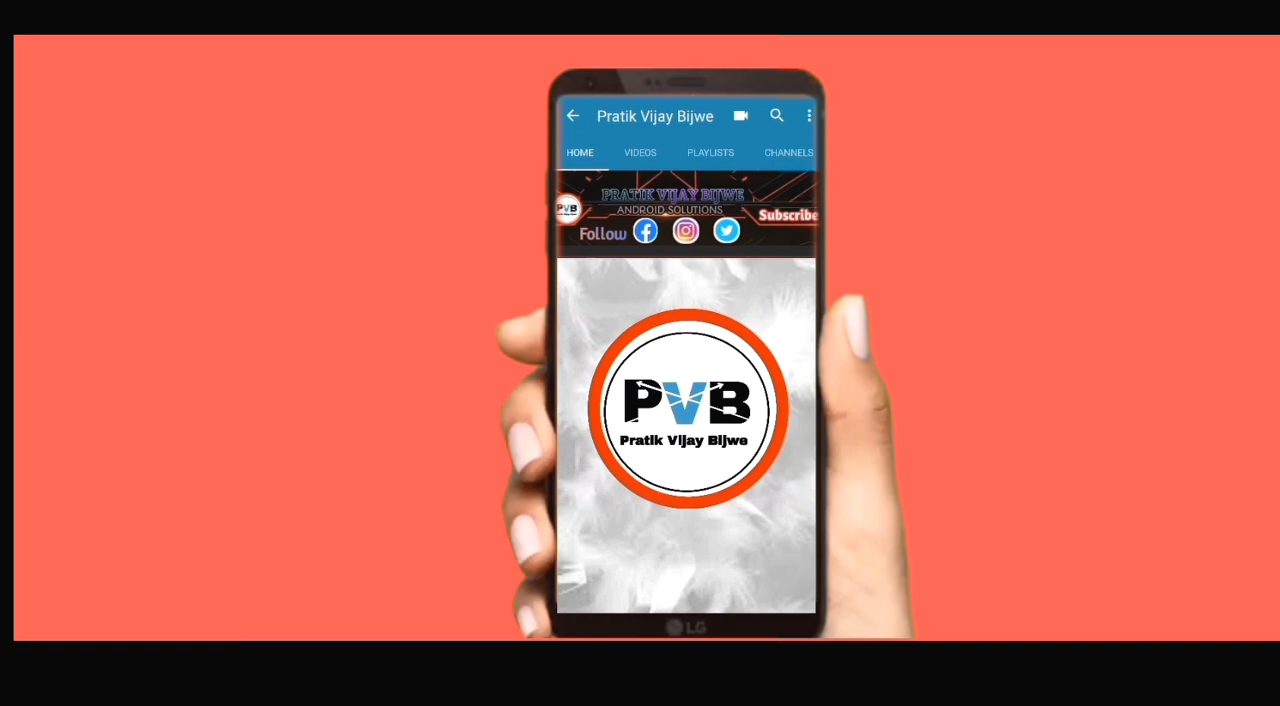 Pratik Vijay Bijwe
HOME VIDEOS PLAYLISTS CHANNELS
PRATIK VIJAY BIJWE
ANDROID SOLUTIONS
PVB
Subscribe
Follow
PVB
Pratik Vijay Bijwe
LG